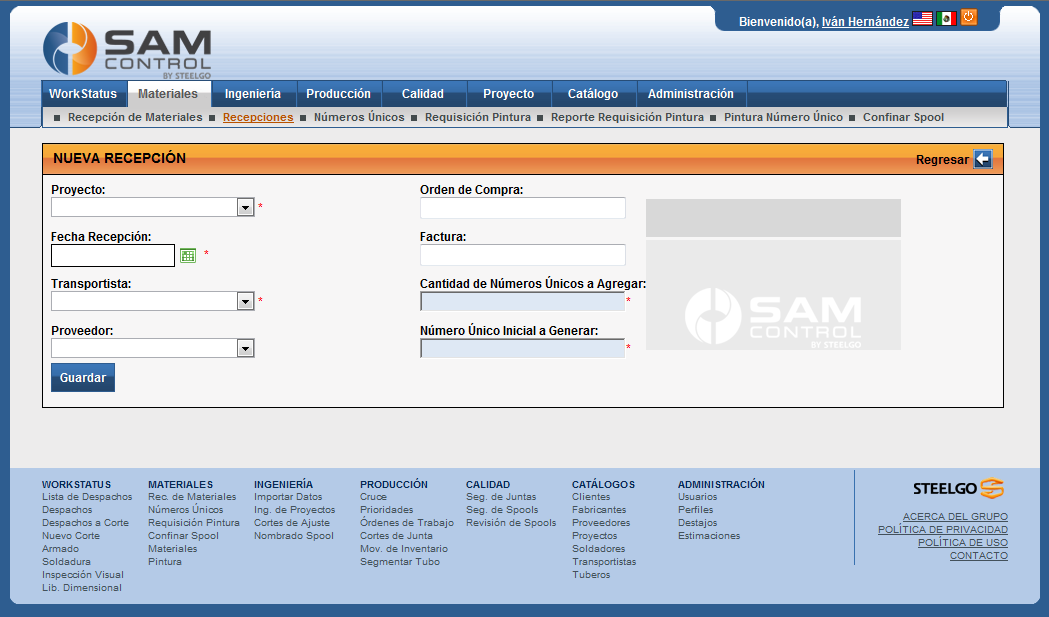 Bienvenido(a), Iván Hernández
SAM
CONTROL
BY STEELGO
WorkStatus Materiales Ingeniería Producción Calidad Proyecto Catálogo Administración
Recepción de Materiales Recepciones Números Únicos Requisición Pintura Reporte Requisición Pintura Pintura Número Único Confinar Spool
NUEVA RECEPCIÓN Regresar
Proyecto: Orden de Compra:
*
Fecha Recepción: Factura:
*
Transportista: Cantidad de Números Únicos a Agregar:
* *
Proveedor: Número Único Inicial a Generar:
*
SAM
CONTROL
BY STEELGO
Guardar
WORKSTATUS MATERIALES INGENIERÍA PRODUCCIÓN CALIDAD CATÁLOGOS ADMINISTRACIÓN
Lista de Despachos Rec. de Materiales Importar Datos Cruce Seg. de Juntas Clientes Usuarios
Despachos Números Únicos Ing. de Proyectos Prioridades Seg. de Spools Fabricantes Perfiles
Despachos a Corte Requisición Pintura Cortes de Ajuste Órdenes de Trabajo Revisión de Spools Proveedores Destajos
Nuevo Corte Confinar Spool Nombrado Spool Cortes de Junta Proyectos Estimaciones
Armado Materiales Mov. de Inventario Soldadores
Soldadura Pintura Segmentar Tubo Transportistas
Inspección Visual Tuberos
Lib. Dimensional
STEELGO
ACERCA DEL GRUPO
POLÍTICA DE PRIVACIDAD
POLÍTICA DE USO
CONTACTO